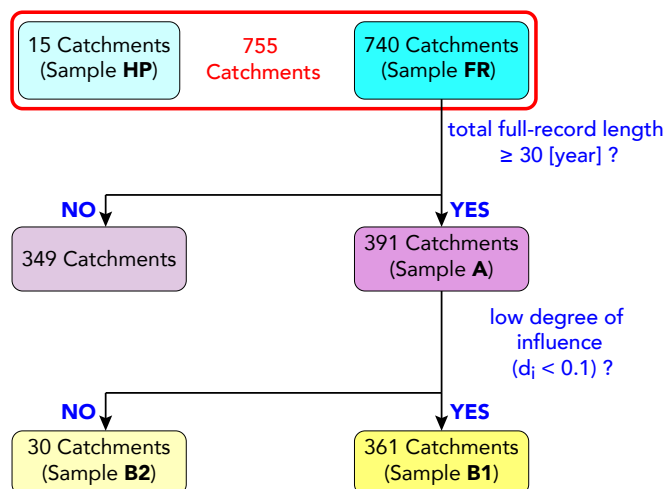 15 Catchments
(Sample HP)
755
Catchments
740 Catchments
(Sample FR)
total full-record length
≥ 30 [year] ?
NO
YES
349 Catchments
391 Catchments
(Sample A)
low degree of
influence
(di < 0.1) ?
NO
YES
30 Catchments
(Sample B2)
361 Catchments
(Sample B1)